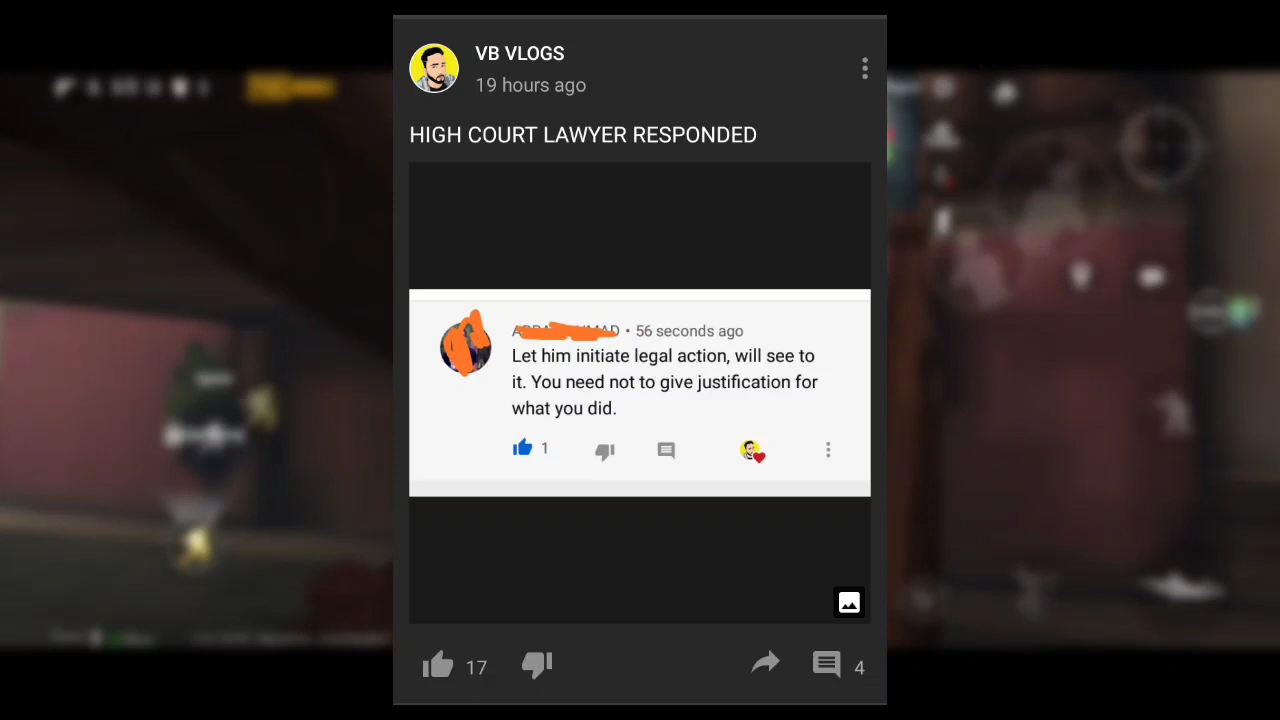 VB VLOGS
19 hours ago
HIGH COURT LAWYER RESPONDED
• 56 seconds ago
Let him initiate legal action, will see to
it. You need not to give justification for
what you did.
1
17
4